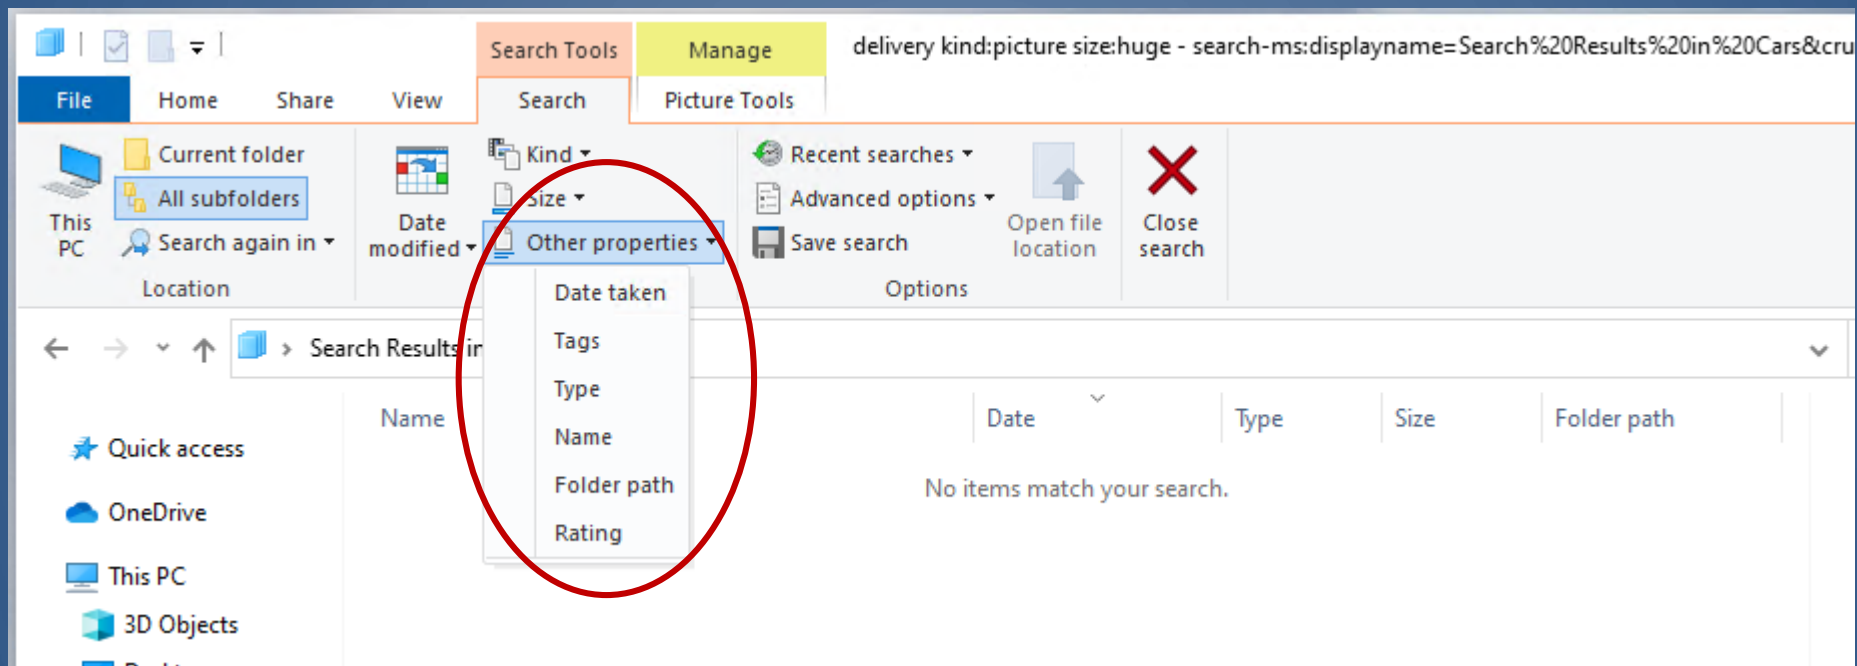 Search Tools
Manage
delivery kind:picture size:huge - search-ms:displayname=Search%20Results%20in%20Cars&cru
File
Home
Share
View
Search
Picture Tools
This
PC
Current folder
All subfolders
Search again in
Location
Date
modified
Kind
Size
Other properties
Date taken
Tags
Type
Name
Folder path
Rating
Recent searches
Advanced options
Save search
Options
Open file
location
Close
search
Search Results in
Name
Date
Type
Size
Folder path
No items match your search.
Quick access
OneDrive
This PC
3D Objects